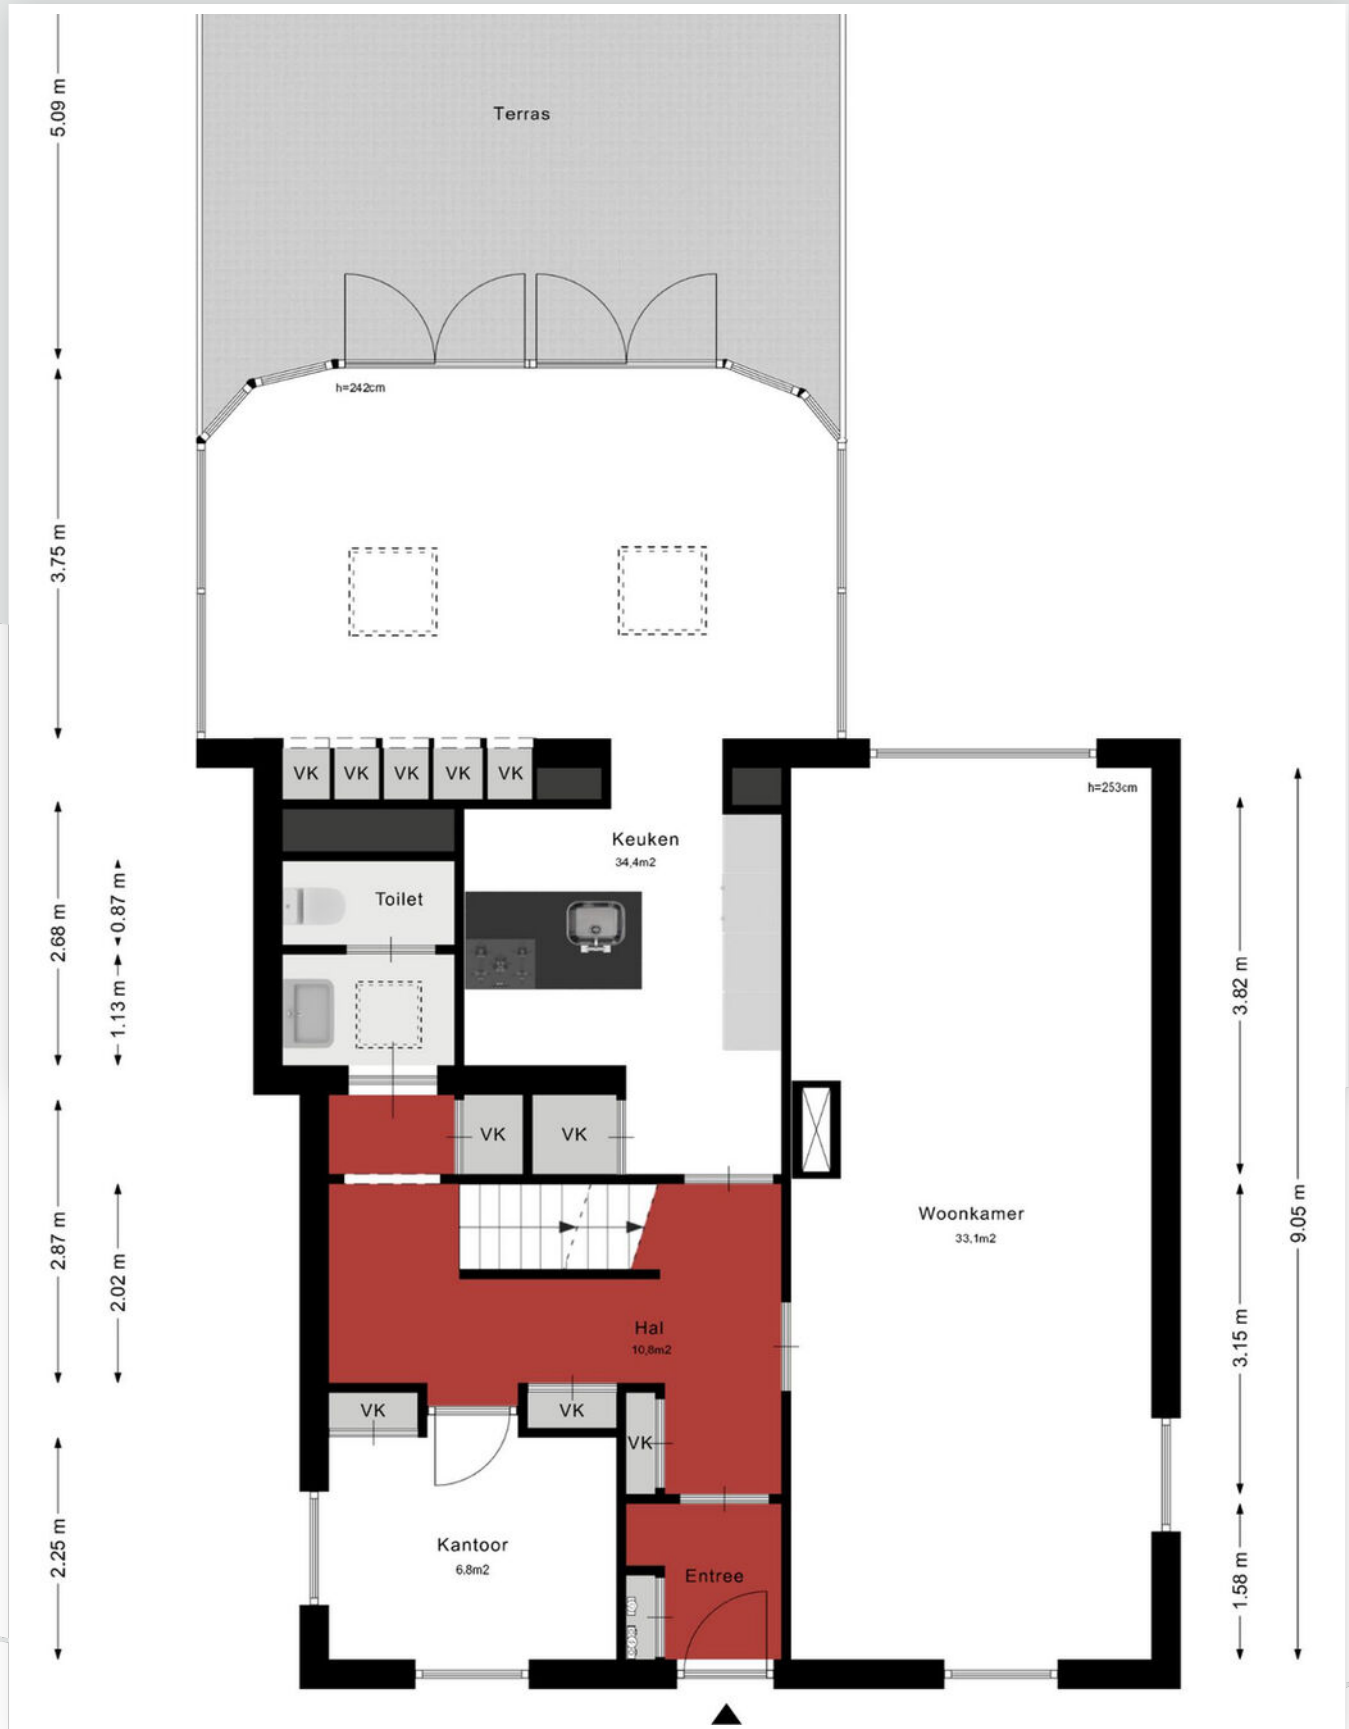 5.09 m
Terras
h=242cm
3.75 m
VK
VK
VK
VK
VK
h=253cm
Keuken
34,4m2
Toilet
0.87 m
2.68 m
1.13 m
3.82 m
VK
VK
Woonkamer
33,1m2
9.05 m
2.87 m
2.02 m
Hal
10,8m2
3.15 m
VK
VK
VK
Kantoor
6,8m2
2.25 m
Entree
1.58 m